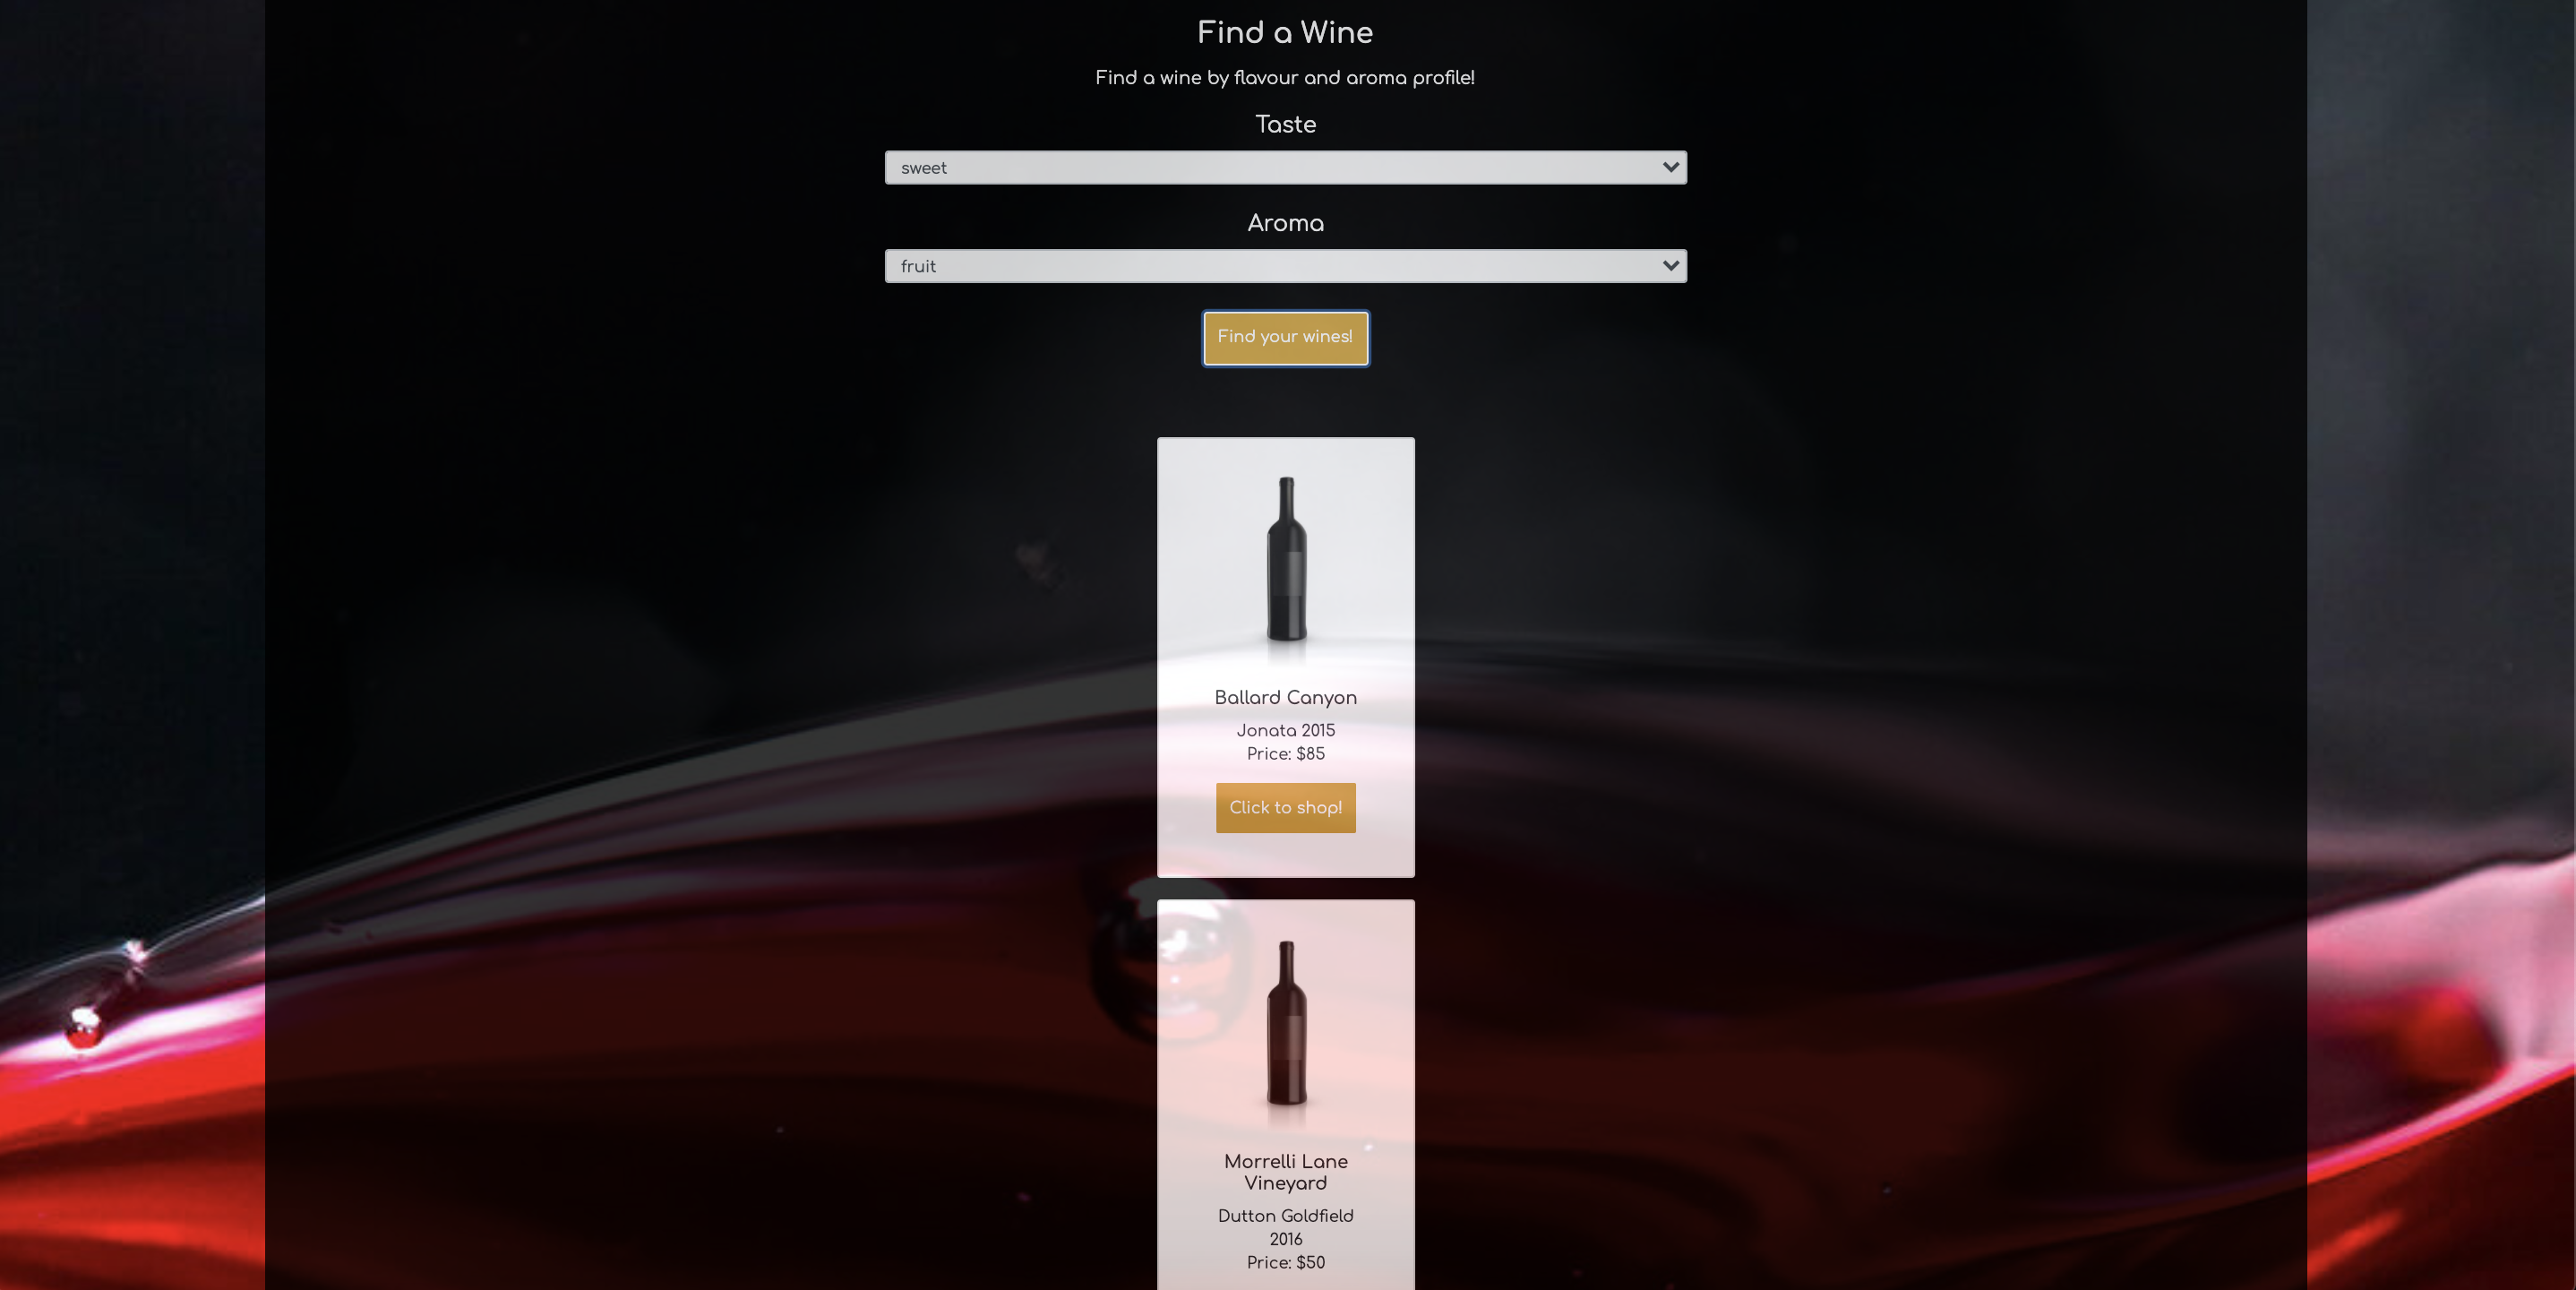 Find a Wine
Find a wine by flavour and aroma profile!
Taste
sweet
Aroma
fruit
Find your wines!
Ballard Canyon
Jonata 2015
Price: $85
Click to shop!
Morrelli Lane
Vineyard
Dutton Goldfield
2016
Price: $50